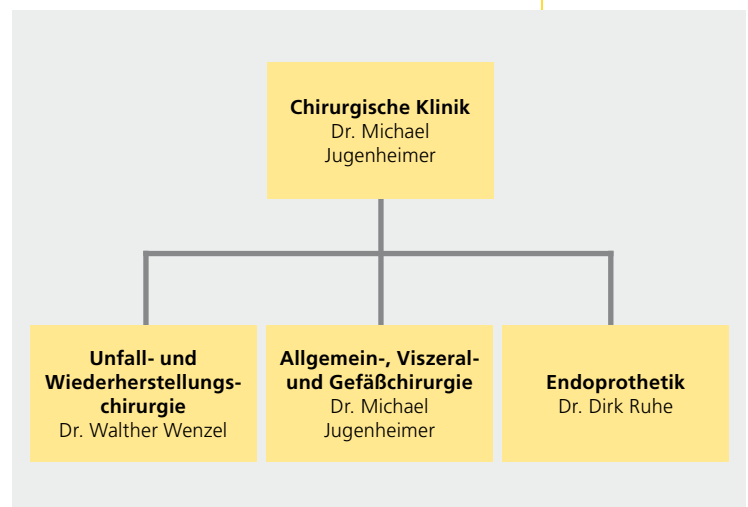 Chirurgische Klinik
Dr. Michael
Jugenheimer
Unfall- und
Wiederherstellungs-
chirurgie
Dr. Walther Wenzel
Allgemein-, Viszeral-
und Gefäßchirurgie
Dr. Michael
Jugenheimer
Endoprothetik
Dr. Dirk Ruhe